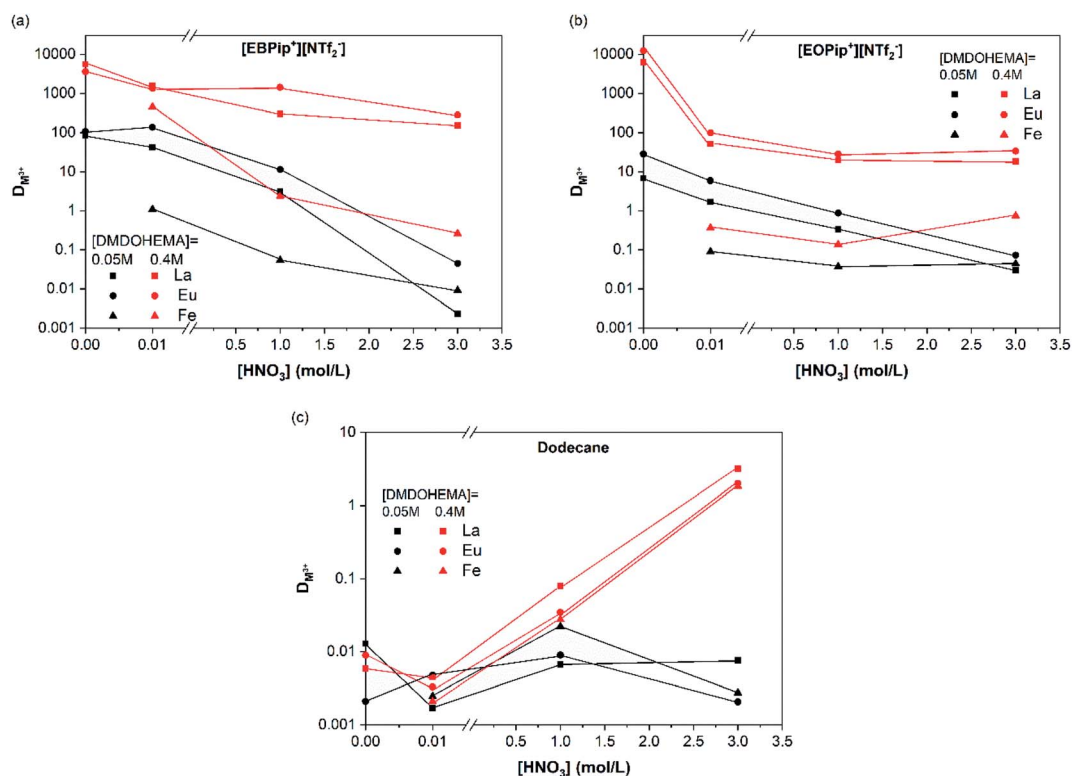 (a)
[EBPip⁺][NTf₂⁻]
10000
1000
100
10
1
0.1
0.01
0.001
D_M³⁺
[DMDOHEMA]=
0.05M 0.4M
La
Eu
Fe
0.00 0.01 0.5 1.0 1.5 2.0 2.5 3.0 3.5
[HNO₃] (mol/L)
(b)
[EOPip⁺][NTf₂⁻]
10000
1000
100
10
1
0.1
0.01
0.001
D_M³⁺
[DMDOHEMA]=
0.05M 0.4M
La
Eu
Fe
0.00 0.01 0.5 1.0 1.5 2.0 2.5 3.0 3.5
[HNO₃] (mol/L)
(c)
Dodecane
10
1
0.1
0.01
0.001
D_M³⁺
[DMDOHEMA]=
0.05M 0.4M
La
Eu
Fe
0.00 0.01 0.5 1.0 1.5 2.0 2.5 3.0 3.5
[HNO₃] (mol/L)